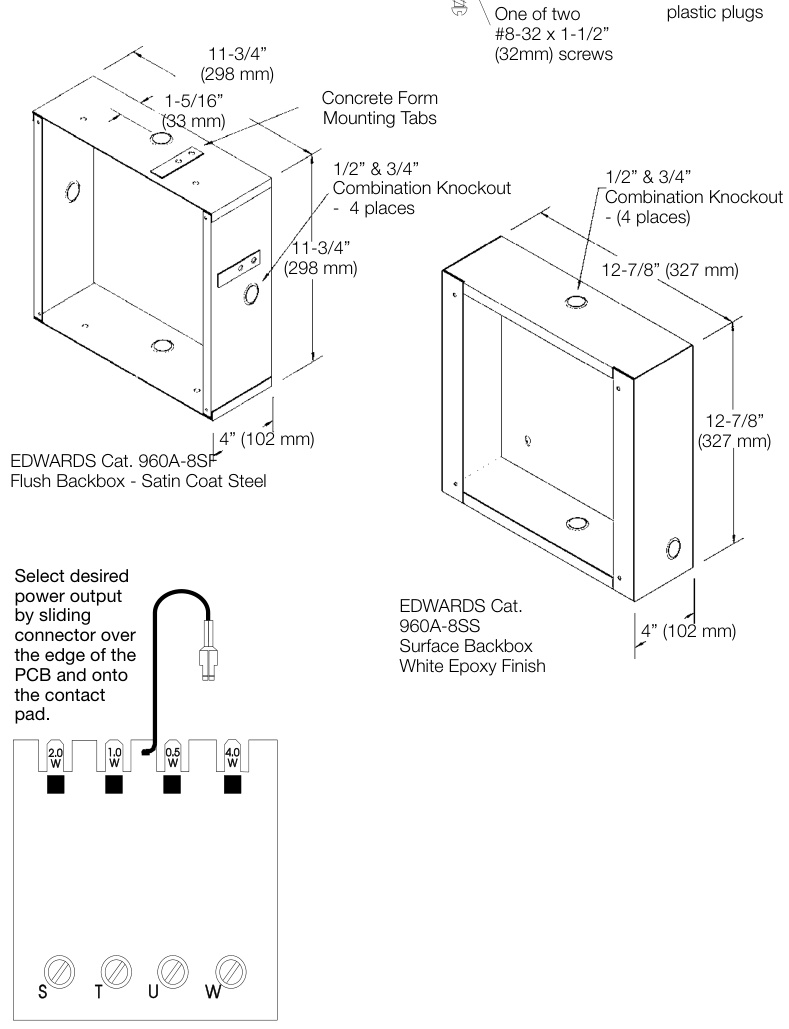 One of two
#8-32 x 1-1/2”
(32mm) screws
plastic plugs
11-3/4”
(298 mm)
1-5/16”
(33 mm)
Concrete Form
Mounting Tabs
1/2” & 3/4”
Combination Knockout
- 4 places
11-3/4”
(298 mm)
4” (102 mm)
EDWARDS Cat. 960A-8SF
Flush Backbox - Satin Coat Steel
1/2” & 3/4”
Combination Knockout
- (4 places)
12-7/8” (327 mm)
12-7/8”
(327 mm)
4” (102 mm)
EDWARDS Cat.
960A-8SS
Surface Backbox
White Epoxy Finish
Select desired
power output
by sliding
connector over
the edge of the
PCB and onto
the contact
pad.
2.0
W
1.0
W
0.5
W
4.0
W
S T U W